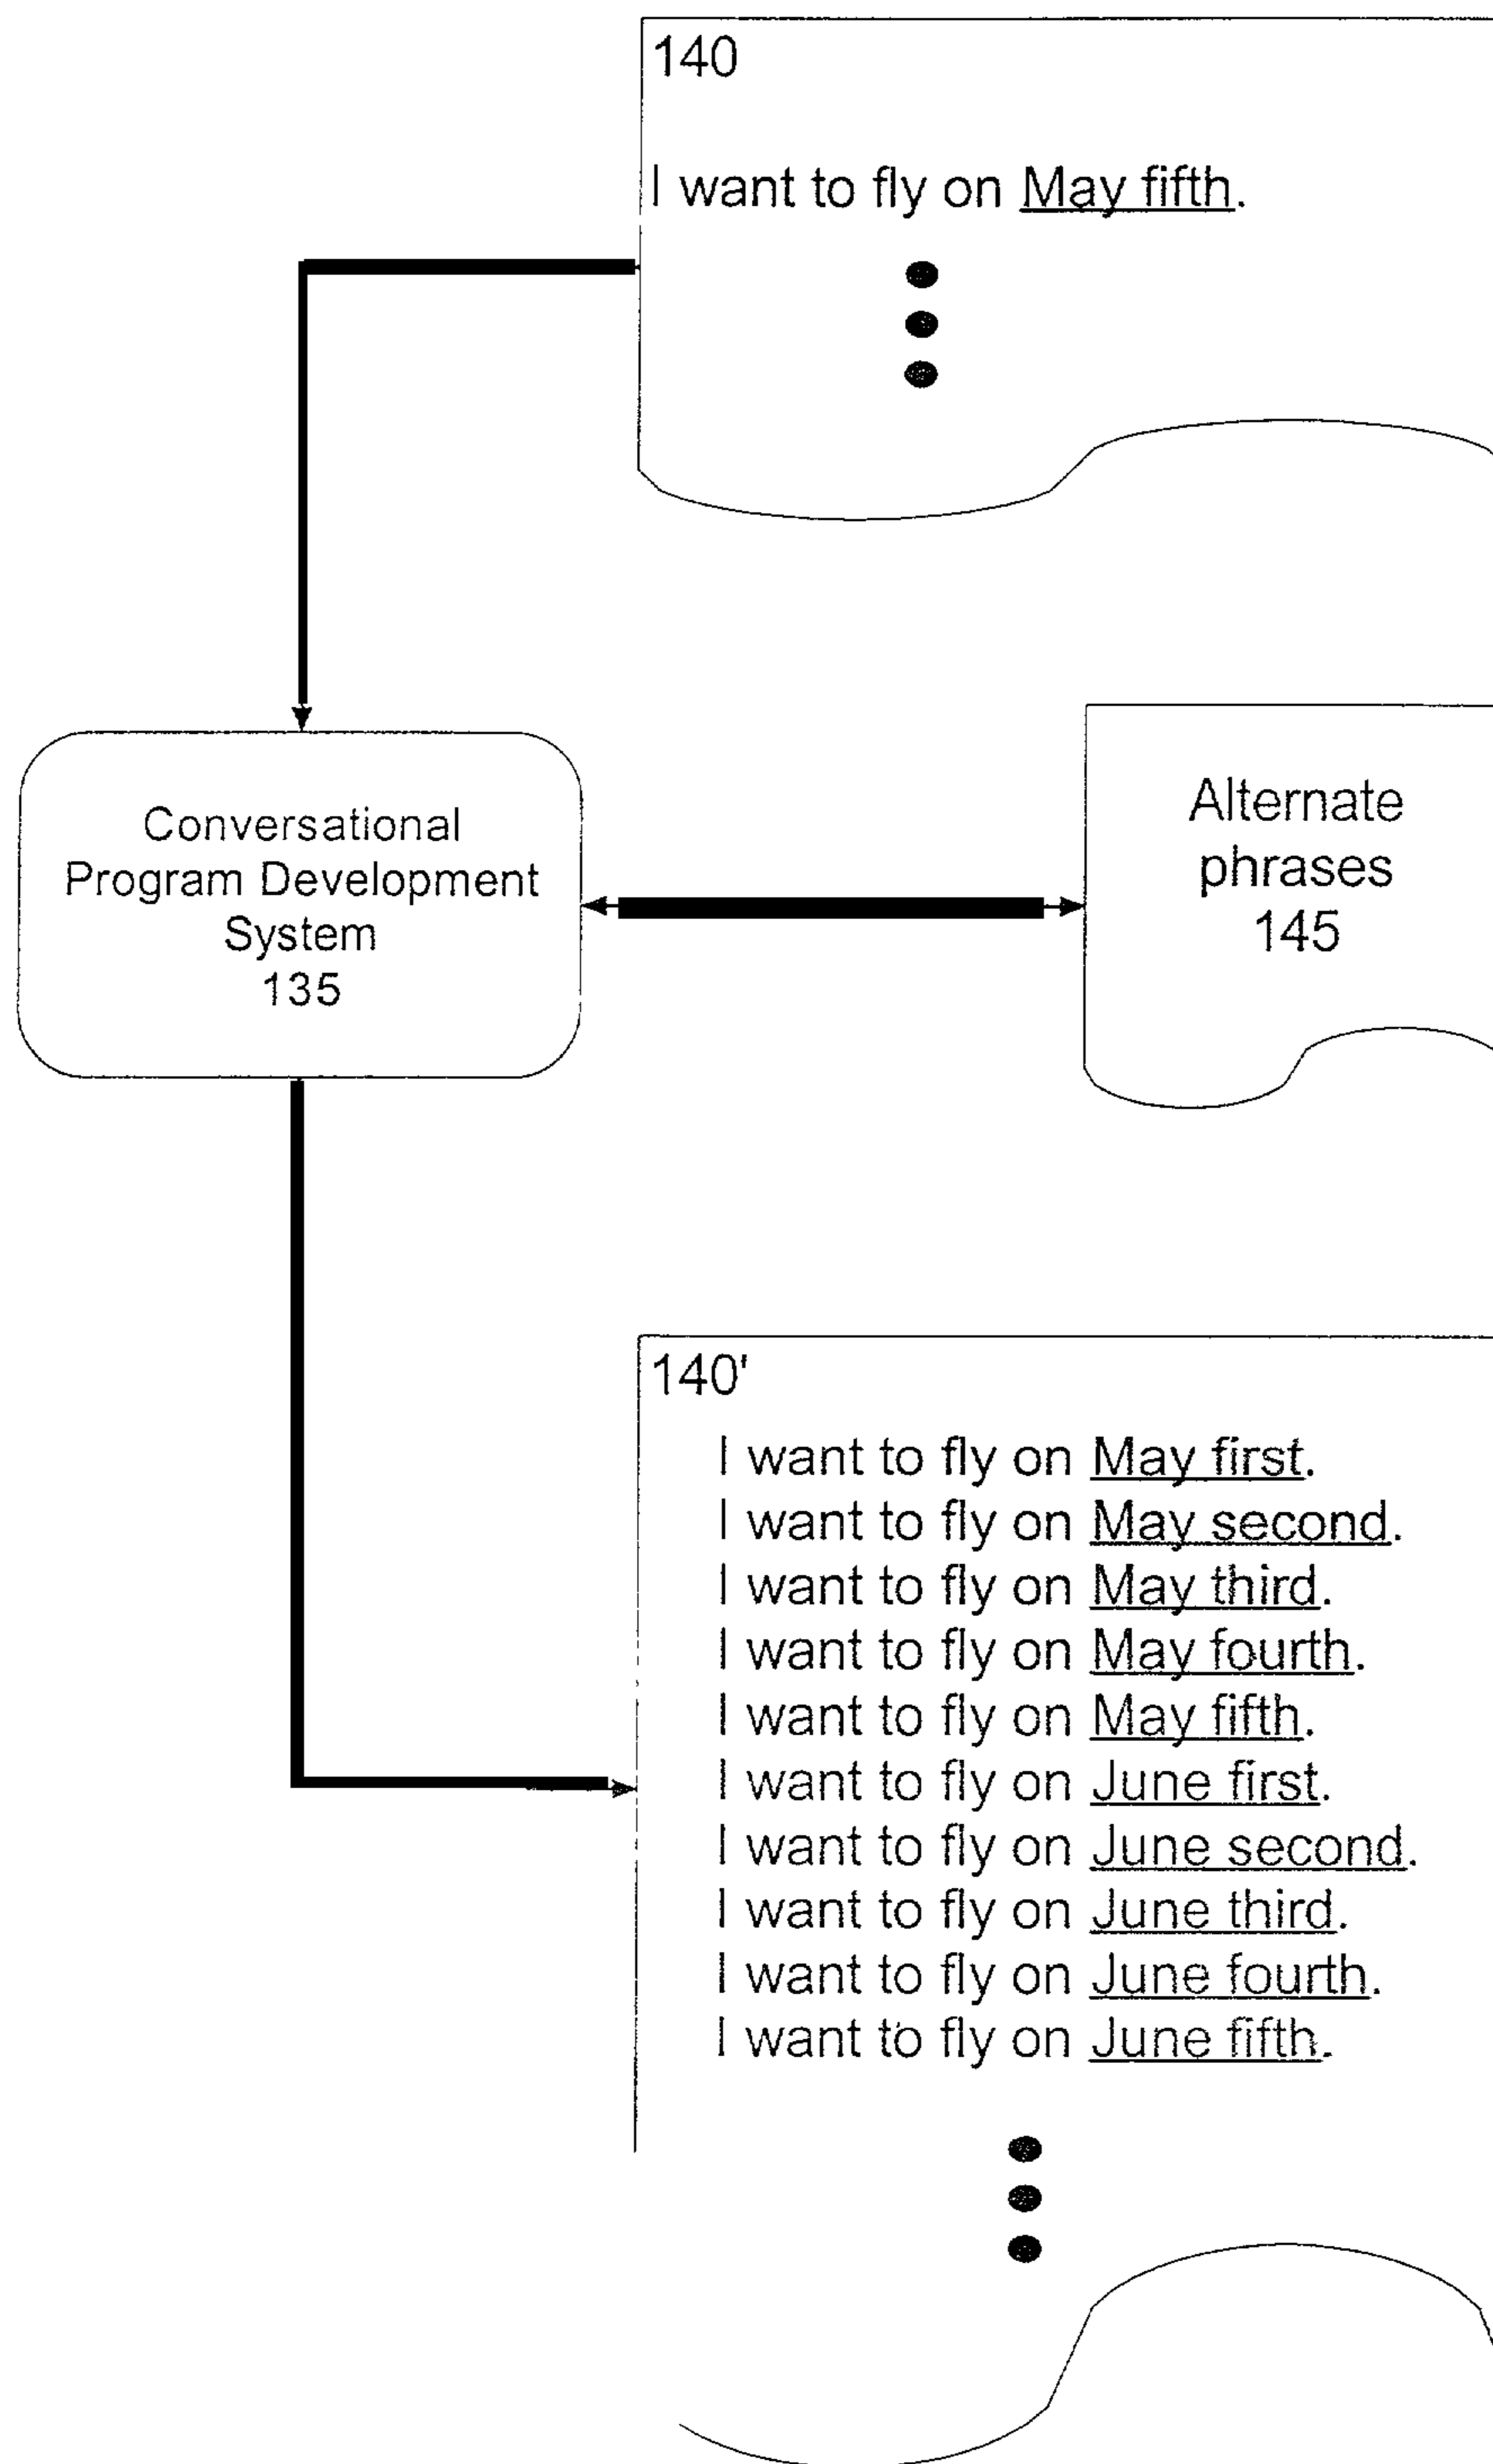 140
I want to fly on May fifth.
Conversational
Program Development
System
135
Alternate
phrases
145
140'
I want to fly on May first.
I want to fly on May second.
I want to fly on May third.
I want to fly on May fourth.
I want to fly on May fifth.
I want to fly on June first.
I want to fly on June second.
I want to fly on June third.
I want to fly on June fourth.
I want to fly on June fifth.